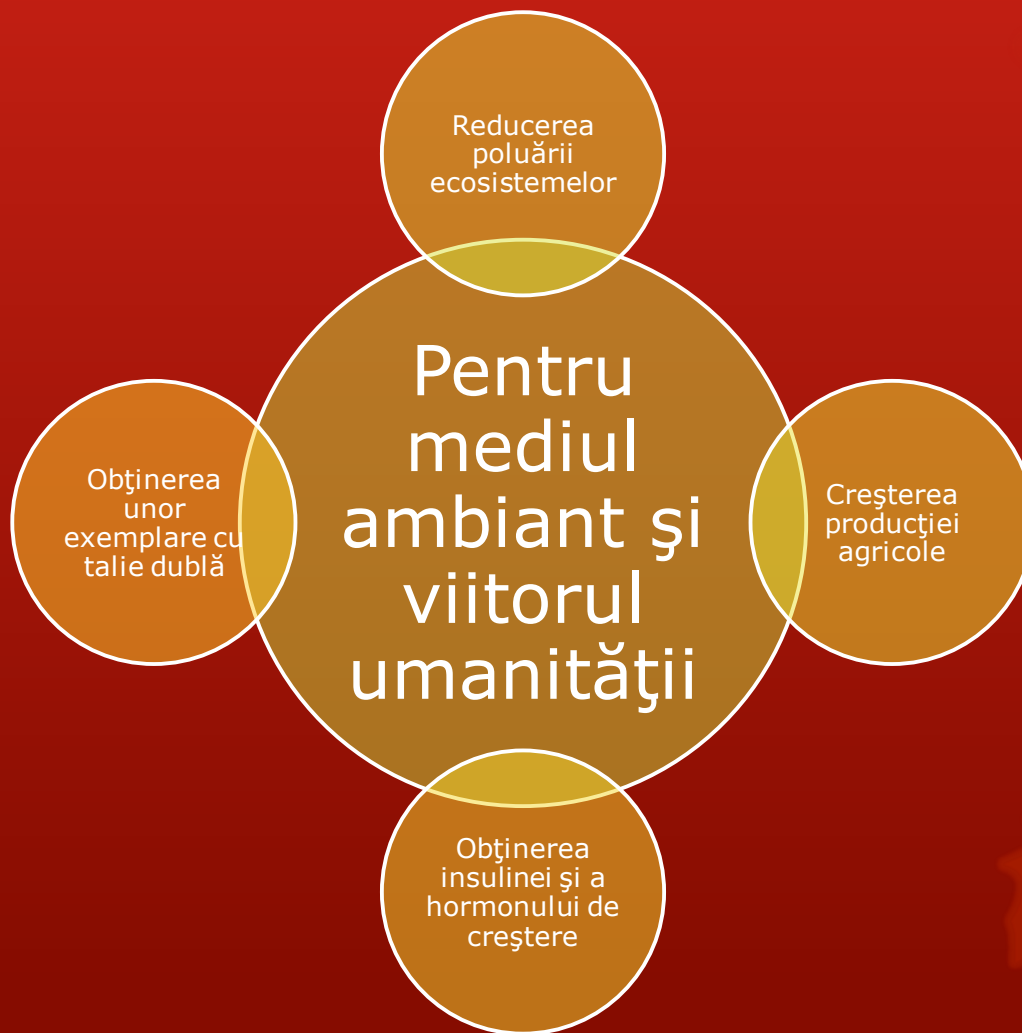 Reducerea
poluării
ecosistemelor
Pentru
mediul
ambiant şi
viitorul
umanităţii
Obţinerea
unor
exemplare cu
talie dublă
Creşterea
producţiei
agricole
Obţinerea
insulinei şi a
hormonului de
creştere